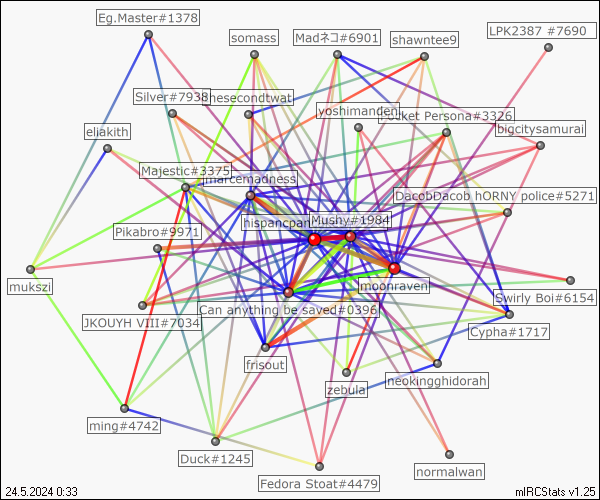 Eg.Master#1378
LPK2387 #7690
somass
Madネコ#6901
shawntee9
Silver#7938
hesecondtwat
yoshimanden
ocket Persona#3326
bigcitysamurai
eliakith
Majestic#3375
marcemadness
DacobDacob hORNY police#5271
hispancpan
Mushy#1984
Pikabro#9971
mukszi
moonraven
Swirly Boi#6154
JKOUYH VIII#7034
Can anything be saved#0396
Cypha#1717
frisout
zebula
neokingghidorah
ming#4742
Duck#1245
Fedora Stoat#4479
normalwan
24.5.2024 0:33
mIRCStats v1.25